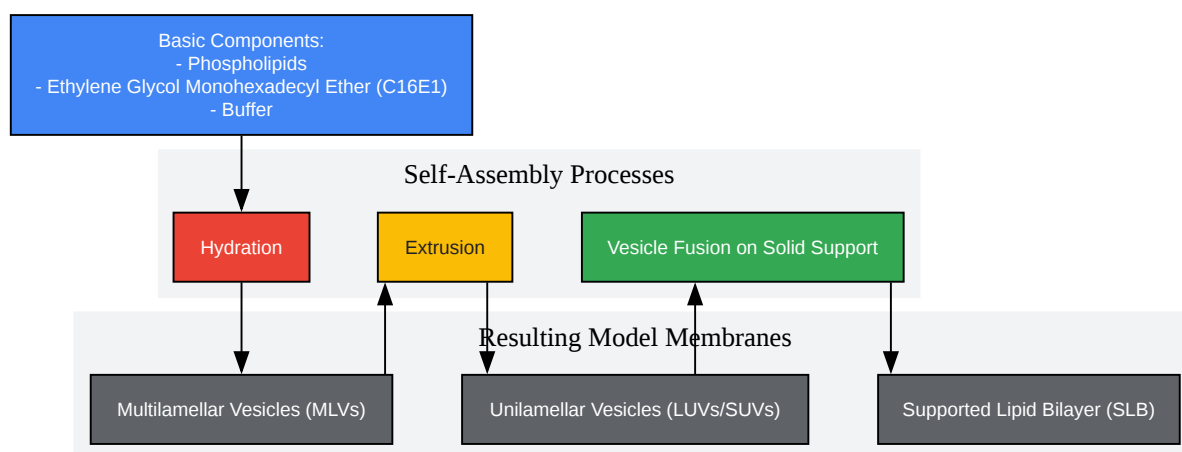 Basic Components:
- Phospholipids
- Ethylene Glycol Monohexadecyl Ether (C16E1)
- Buffer
Self-Assembly Processes
Hydration
Extrusion
Vesicle Fusion on Solid Support
Resulting Model Membranes
Multilamellar Vesicles (MLVs)
Unilamellar Vesicles (LUVs/SUVs)
Supported Lipid Bilayer (SLB)